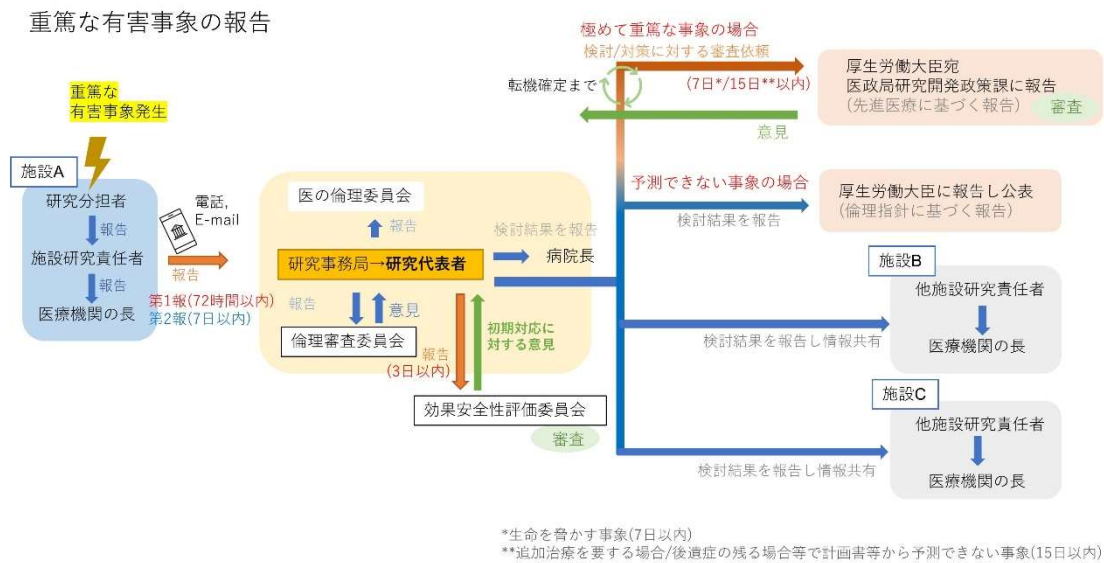 重篤な有害事象の報告
重篤な
有害事象発生
施設A
研究分担者
報告
施設研究責任者
報告
医療機関の長
電話,
E-mail
報告
第1報(72時間以内)
第2報(7日以内)
医の倫理委員会
報告
検討結果を報告
研究事務局→研究代表者
病院長
報告
意見
倫理審査委員会
報告
(3日以内)
初期対応に
対する意見
効果安全性評価委員会
審査
極めて重篤な事象の場合
検討/対策に対する審査依頼
転機確定まで
(7日*/15日**以内)
意見
厚生労働大臣宛
医政局研究開発政策課に報告
(先進医療に基づく報告)
審査
予測できない事象の場合
検討結果を報告
厚生労働大臣に報告し公表
(倫理指針に基づく報告)
施設B
他施設研究責任者
医療機関の長
検討結果を報告し情報共有
施設C
他施設研究責任者
医療機関の長
検討結果を報告し情報共有
*生命を脅かす事象(7日以内)
**追加治療を要する場合/後遺症の残る場合等で計画書等から予測できない事象(15日以内)